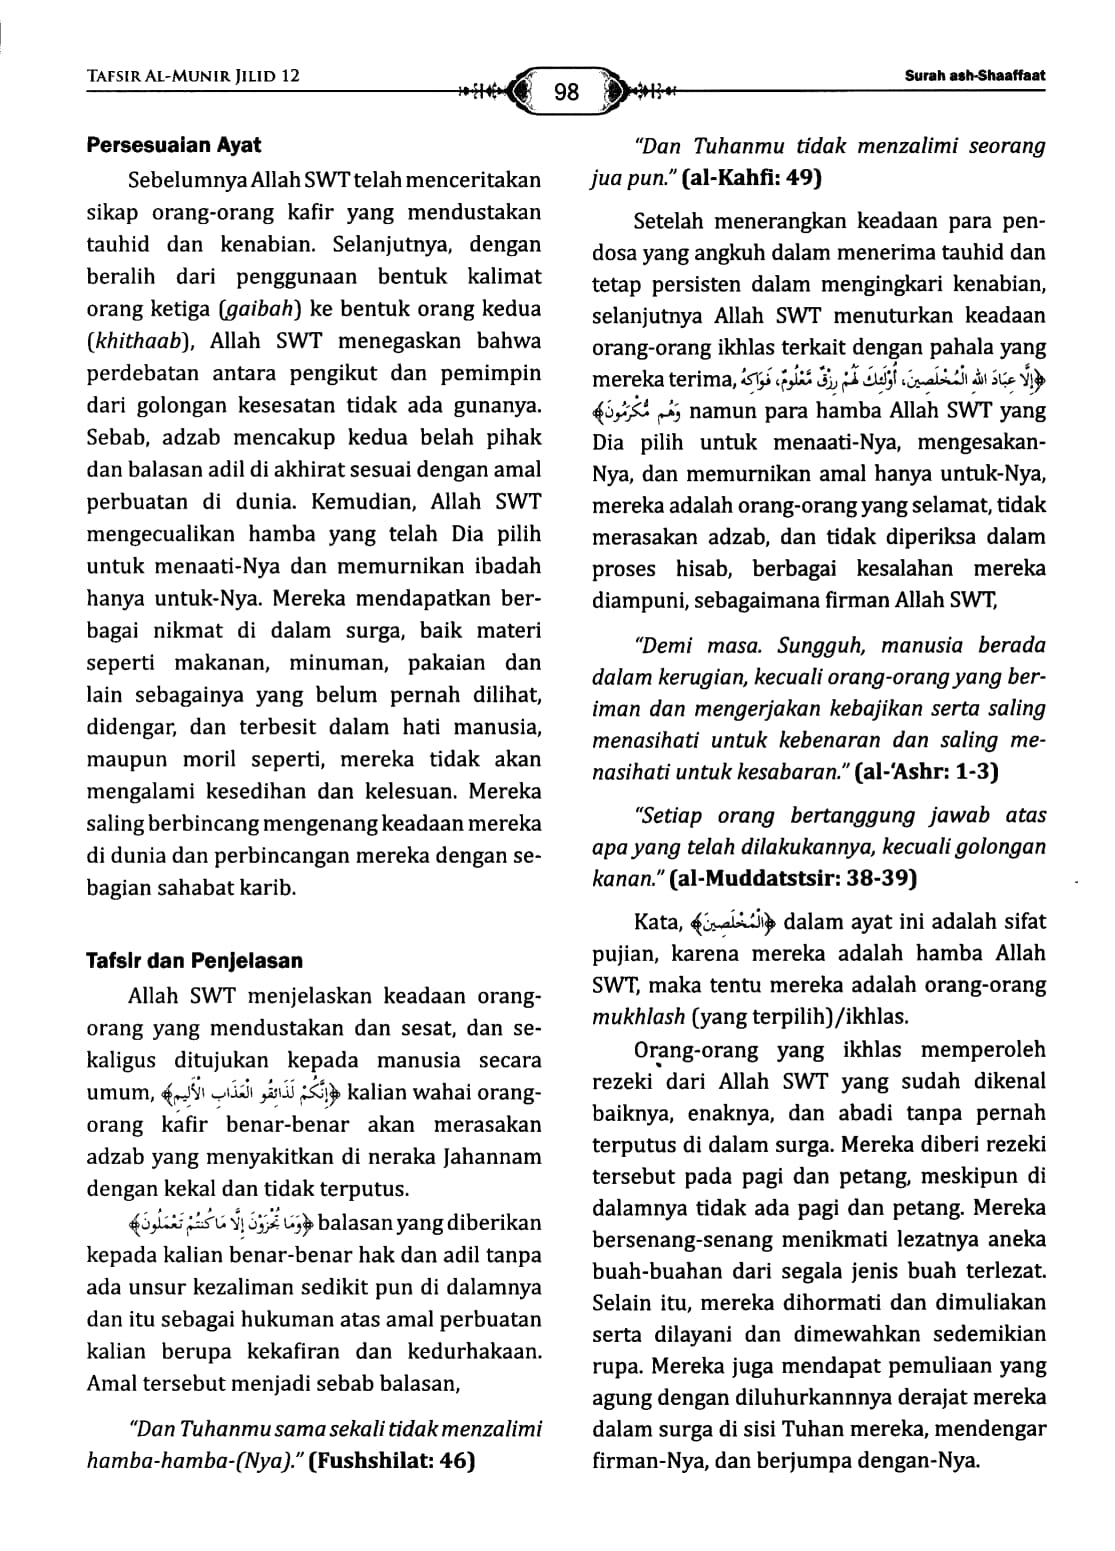 TAFSIR AL-MUNIR JILID 12
98
Surah ash-Shaaffaat
Persesuaian Ayat
Sebelumnya Allah SWT telah menceritakan
sikap orang-orang kafir yang mendustakan
tauhid dan kenabian. Selanjutnya, dengan
beralih dari penggunaan bentuk kalimat
orang ketiga (gaibah) ke bentuk orang kedua
(khithaab), Allah SWT menegaskan bahwa
perdebatan antara pengikut dan pemimpin
dari golongan kesesatan tidak ada gunanya.
Sebab, adzab mencakup kedua belah pihak
dan balasan adil di akhirat sesuai dengan amal
perbuatan di dunia. Kemudian, Allah SWT
mengecualikan hamba yang telah Dia pilih
untuk menaati-Nya dan memurnikan ibadah
hanya untuk-Nya. Mereka mendapatkan ber-
bagai nikmat di dalam surga, baik materi
seperti makanan, minuman, pakaian dan
lain sebagainya yang belum pernah dilihat,
didengar, dan terbesit dalam hati manusia,
maupun moril seperti, mereka tidak akan
mengalami kesedihan dan kelesuan. Mereka
saling berbincang mengenang keadaan mereka
di dunia dan perbincangan mereka dengan se-
bagian sahabat karib.
Tafsir dan Penjelasan
Allah SWT menjelaskan keadaan orang-
orang yang mendustakan dan sesat, dan se-
kaligus ditujukan kepada manusia secara
umum, ﴿إِنَّكُمْ لَذَائِقُو الْعَذَابِ الْأَلِيمِ﴾ kalian wahai orang-
orang kafir benar-benar akan merasakan
adzab yang menyakitkan di neraka Jahannam
dengan kekal dan tidak terputus.
﴿وَمَا تُجْزَوْنَ إِلَّا مَا كُنتُمْ تَعْمَلُونَ﴾ balasan yang diberikan
kepada kalian benar-benar hak dan adil tanpa
ada unsur kezaliman sedikit pun di dalamnya
dan itu sebagai hukuman atas amal perbuatan
kalian berupa kekafiran dan kedurhakaan.
Amal tersebut menjadi sebab balasan,
“Dan Tuhanmu sama sekali tidak menzalimi
hamba-hamba-(Nya).” (Fushshilat: 46)
“Dan Tuhanmu tidak menzalimi seorang
jua pun.” (al-Kahfi: 49)
Setelah menerangkan keadaan para pen-
dosa yang angkuh dalam menerima tauhid dan
tetap persisten dalam mengingkari kenabian,
selanjutnya Allah SWT menuturkan keadaan
orang-orang ikhlas terkait dengan pahala yang
mereka terima, ﴿إِلَّا عِبَادَ الله الْمُخْلَصِينَ، أُوْلَئِكَ لَهُمْ رِزْقٌ مَّعْلُومٌ، فَوَاكِهُ
وَهُم مُّكْرَمُونَ﴾ namun para hamba Allah SWT yang
Dia pilih untuk menaati-Nya, mengesakan-
Nya, dan memurnikan amal hanya untuk-Nya,
mereka adalah orang-orang yang selamat, tidak
merasakan adzab, dan tidak diperiksa dalam
proses hisab, berbagai kesalahan mereka
diampuni, sebagaimana firman Allah SWT,
“Demi masa. Sungguh, manusia berada
dalam kerugian, kecuali orang-orang yang ber-
iman dan mengerjakan kebajikan serta saling
menasihati untuk kebenaran dan saling me-
nasihati untuk kesabaran.” (al-‘Ashr: 1-3)
“Setiap orang bertanggung jawab atas
apa yang telah dilakukannya, kecuali golongan
kanan.” (al-Muddatstsir: 38-39)
Kata, ﴿الْمُخْلَصِينَ﴾ dalam ayat ini adalah sifat
pujian, karena mereka adalah hamba Allah
SWT, maka tentu mereka adalah orang-orang
mukhlash (yang terpilih)/ikhlas.
Orang-orang yang ikhlas memperoleh
rezeki dari Allah SWT yang sudah dikenal
baiknya, enaknya, dan abadi tanpa pernah
terputus di dalam surga. Mereka diberi rezeki
tersebut pada pagi dan petang, meskipun di
dalamnya tidak ada pagi dan petang. Mereka
bersenang-senang menikmati lezatnya aneka
buah-buahan dari segala jenis buah terlezat.
Selain itu, mereka dihormati dan dimuliakan
serta dilayani dan dimewahkan sedemikian
rupa. Mereka juga mendapat pemuliaan yang
agung dengan diluhurkannnya derajat mereka
dalam surga di sisi Tuhan mereka, mendengar
firman-Nya, dan berjumpa dengan-Nya.